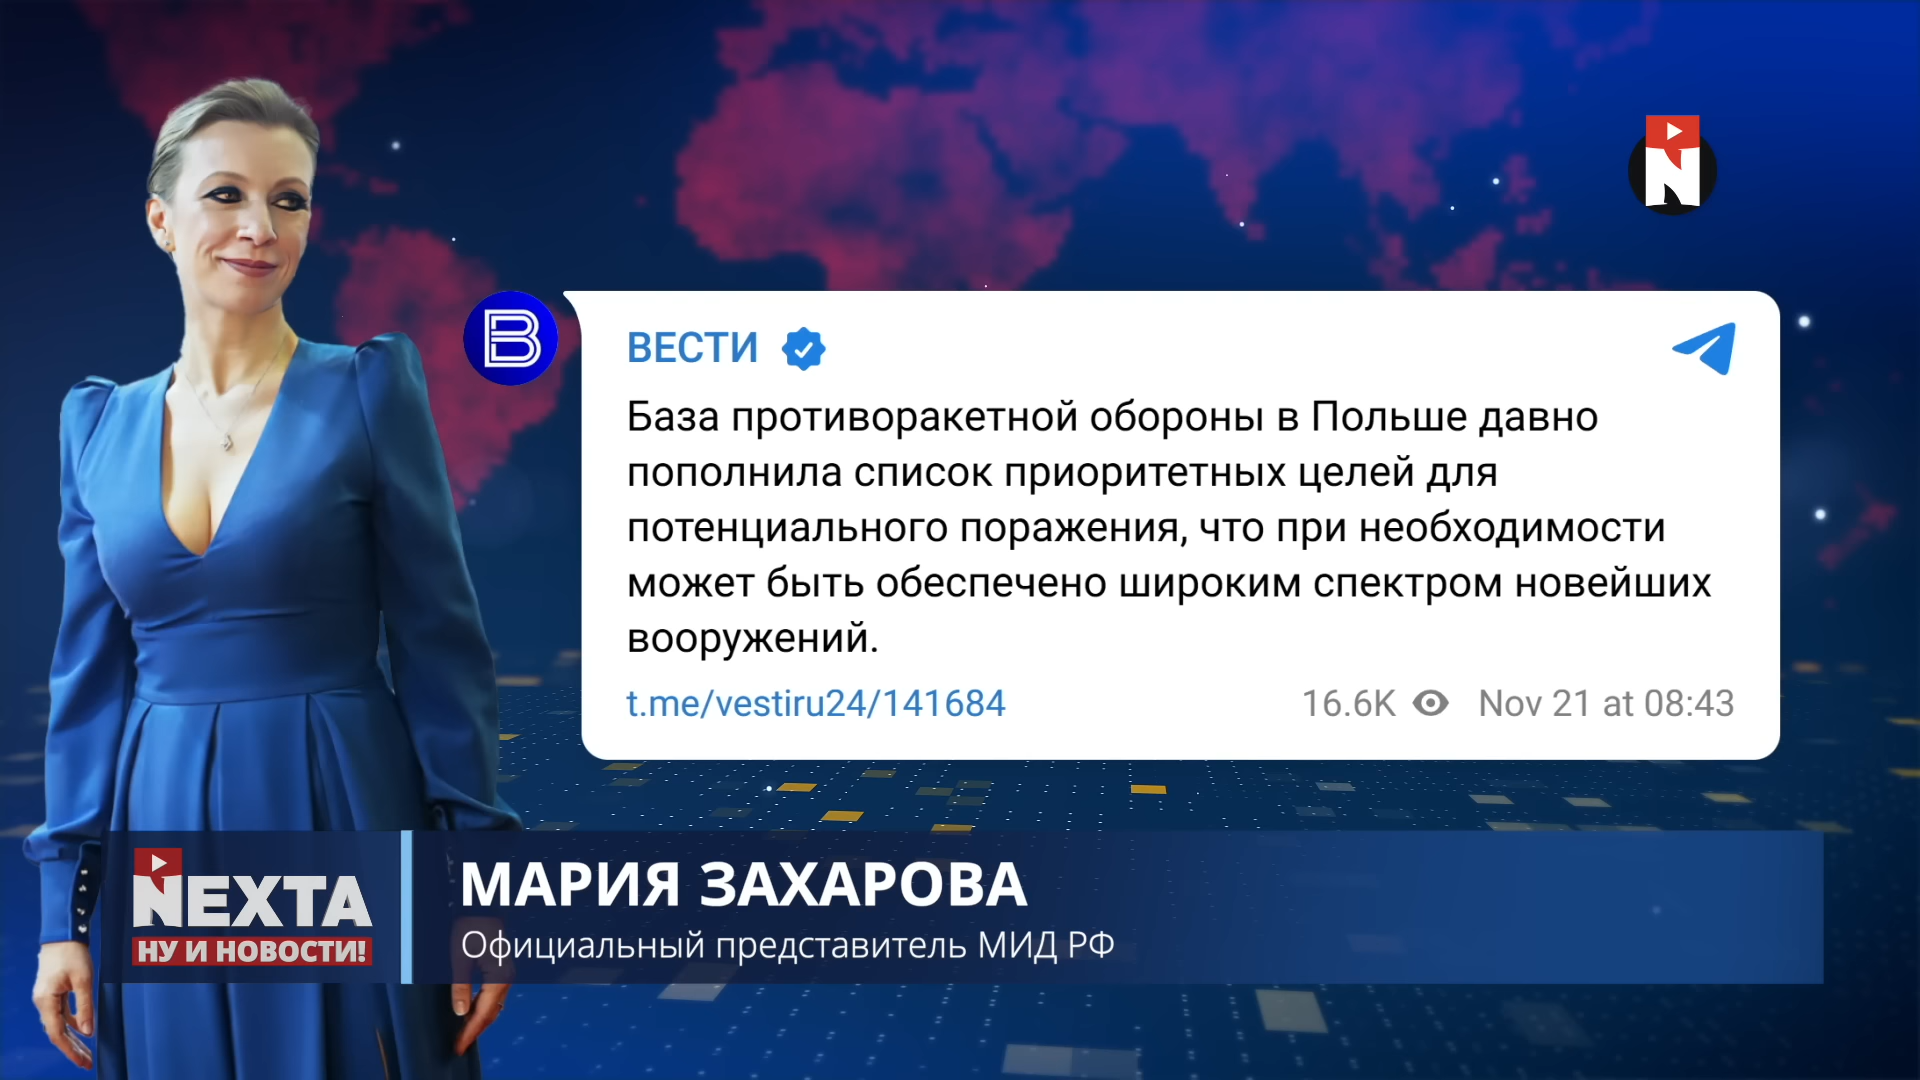 N
B
ВЕСТИ
База противоракетной обороны в Польше давно
пополнила список приоритетных целей для
потенциального поражения, что при необходимости
может быть обеспечено широким спектром новейших
вооружений.
t.me/vestiru24/141684
16.6K Nov 21 at 08:43
NEXTA
НУ И НОВОСТИ!
МАРИЯ ЗАХАРОВА
Официальный представитель МИД РФ